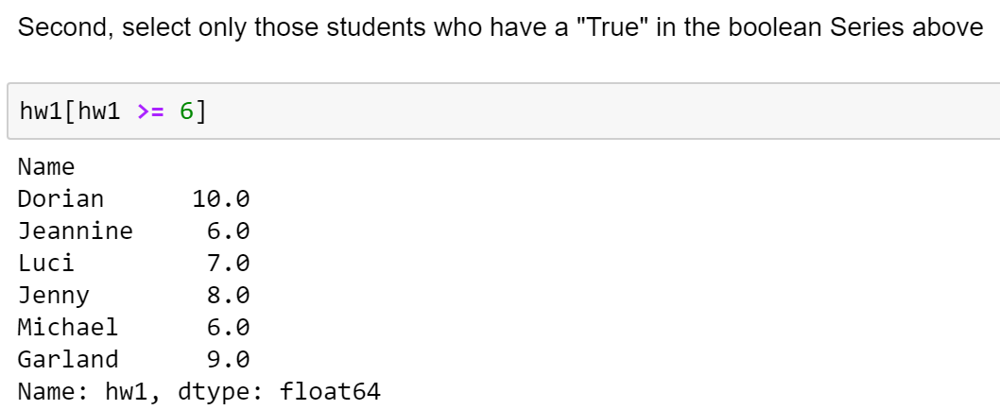 Second, select only those students who have a "True" in the boolean Series above
hw1[hw1 >= 6]
Name
Dorian      10.0
Jeannine     6.0
Luci         7.0
Jenny        8.0
Michael      6.0
Garland      9.0
Name: hw1, dtype: float64